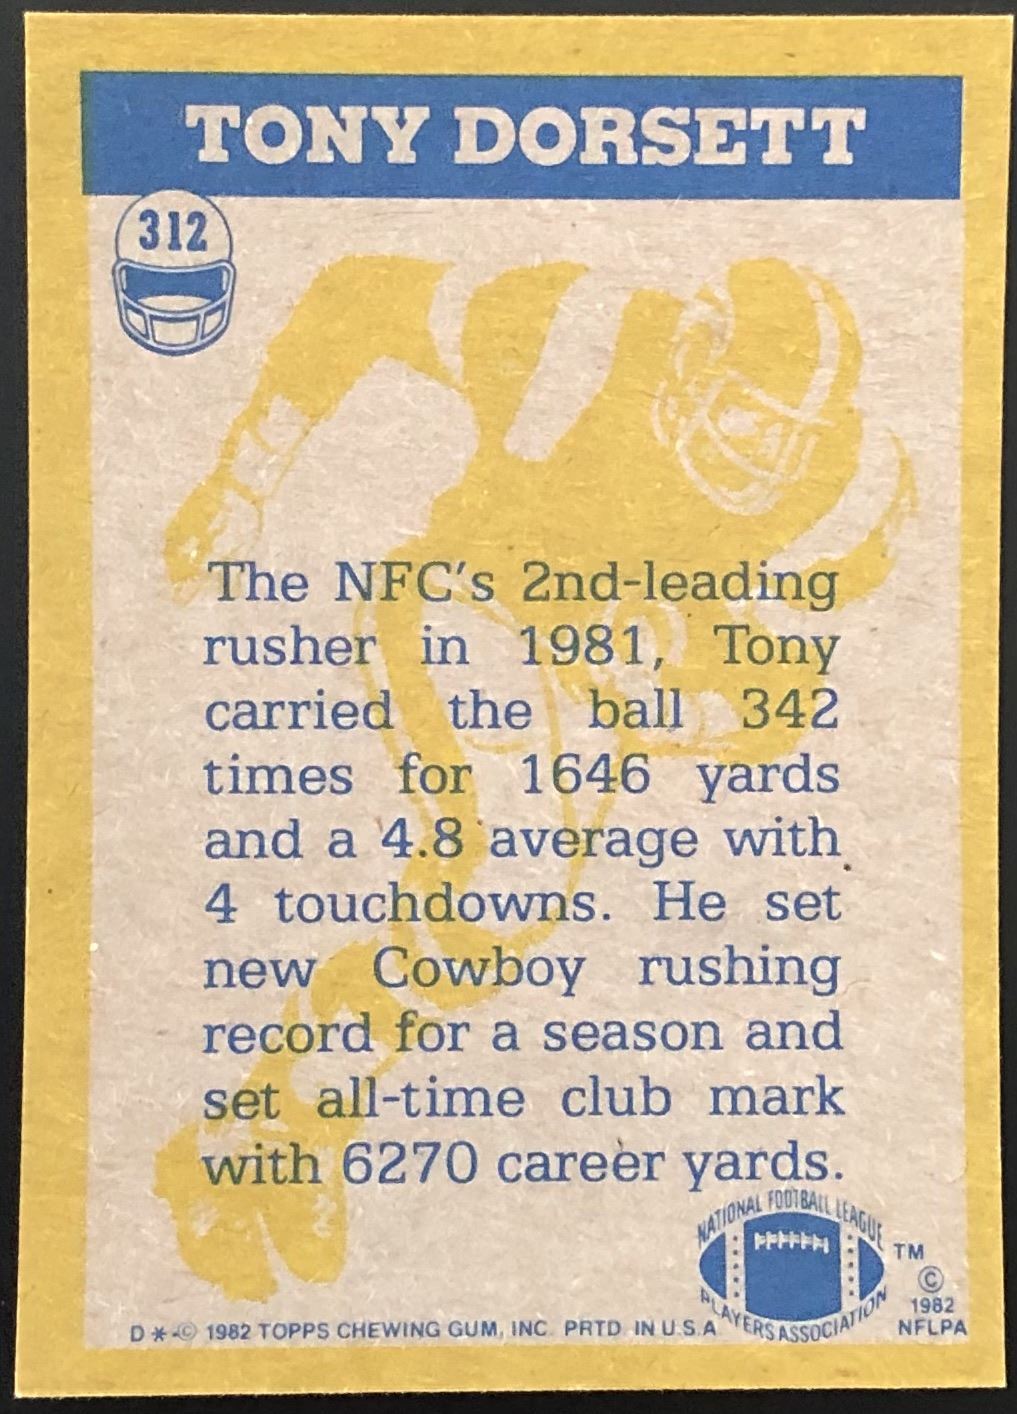 TONY DORSETT
312
The NFC's 2nd-leading
rusher in 1981, Tony
carried the ball 342
times for 1646 yards
and a 4.8 average with
4 touchdowns. He set
new Cowboy rushing
record for a season and
set all-time club mark
with 6270 career yards.
NATIONAL FOOTBALL LEAGUE
PLAYERS ASSOCIATION
TM
©
1982
NFLPA
D *-© 1982 TOPPS CHEWING GUM, INC. PRTD. IN U.S.A